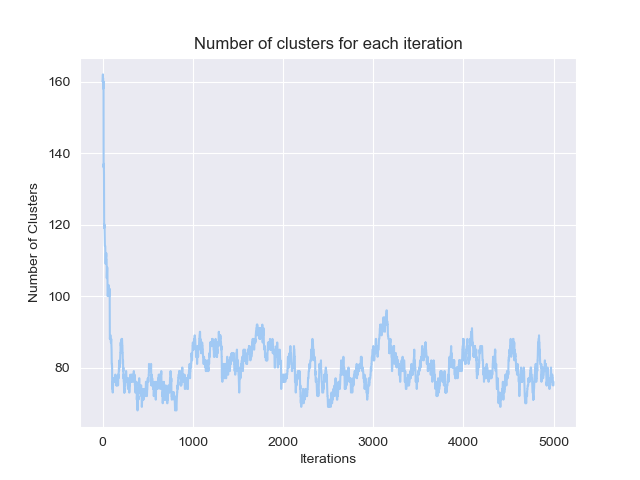 Number of clusters for each iteration
160
140
120
100
80
Number of Clusters
0 1000 2000 3000 4000 5000
Iterations